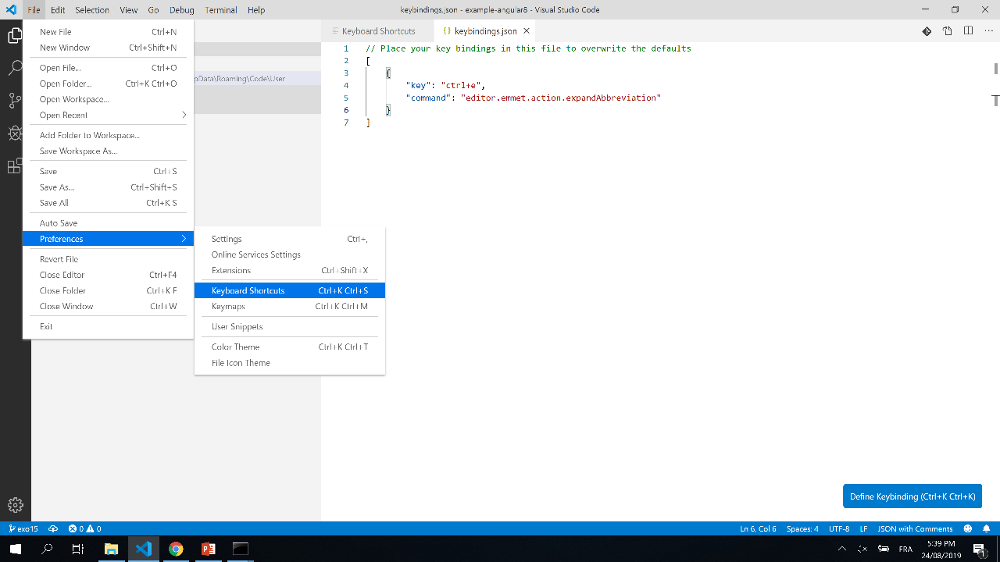 File Edit Selection View Go Debug Terminal Help keybindings.json - example-angular8 - Visual Studio Code
New File Ctrl+N
New Window Ctrl+Shift+N
Open File... Ctrl+O
Open Folder... Ctrl+K Ctrl+O
Open Workspace...
Open Recent
Add Folder to Workspace...
Save Workspace As...
Save Ctrl+S
Save As... Ctrl+Shift+S
Save All Ctrl+K S
Auto Save
Preferences
Revert File
Close Editor Ctrl+F4
Close Folder Ctrl+K F
Close Window Ctrl+W
Exit
Settings Ctrl+,
Online Services Settings
Extensions Ctrl+Shift+X
Keyboard Shortcuts Ctrl+K Ctrl+S
Keymaps Ctrl+K Ctrl+M
User Snippets
Color Theme Ctrl+K Ctrl+T
File Icon Theme
pData\Roaming\Code\User
Keyboard Shortcuts {} keybindings.json
1 // Place your key bindings in this file to overwrite the defaults
2 [
3 {
4 "key": "ctrl+e",
5 "command": "editor.emmet.action.expandAbbreviation"
6 }
7 ]
Define Keybinding (Ctrl+K Ctrl+K)
exo15 0 0 Ln 6, Col 6 Spaces: 4 UTF-8 LF JSON with Comments
FRA 5:39 PM
24/08/2019 1